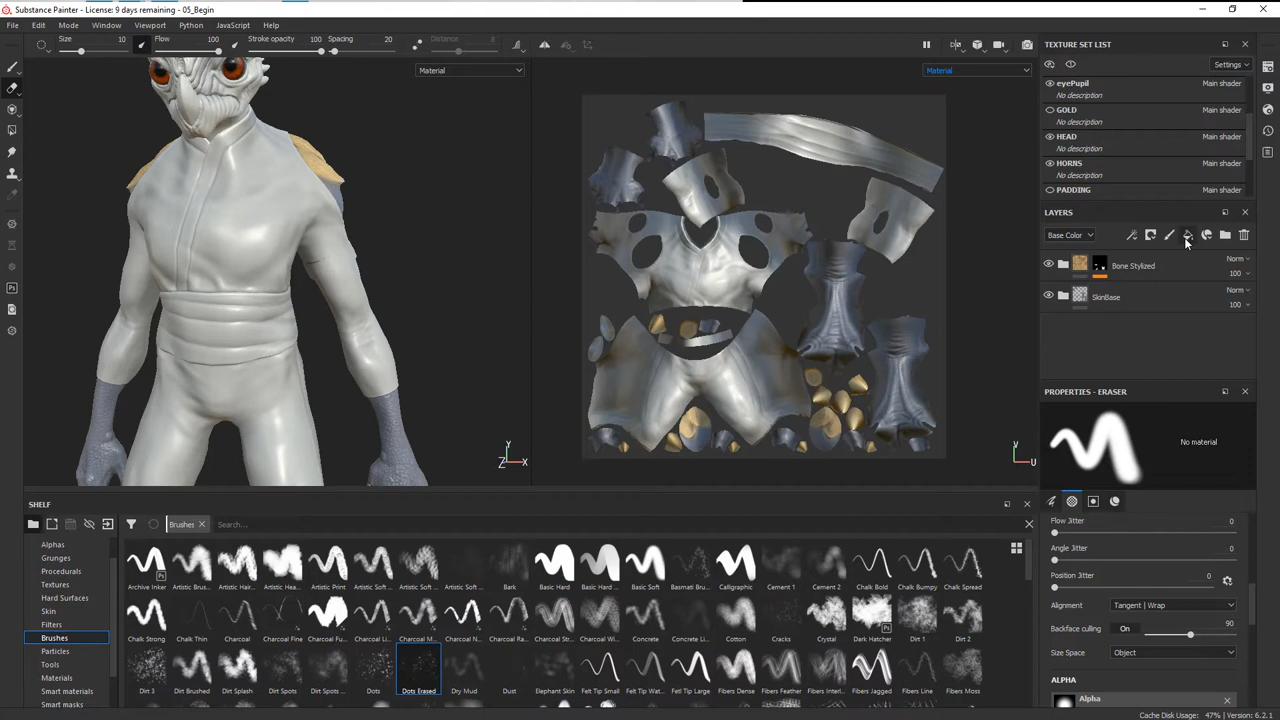 Substance Painter - License: 9 days remaining - 05_Begin
File Edit Mode Window Viewport Python JavaScript Help
Size 10 Flow 100 Stroke opacity 100 Spacing 20 Distance 8
Material
Material
Y
Z X
V
U
TEXTURE SET LIST
Settings
eyePupil Main shader
No description
GOLD Main shader
No description
HEAD Main shader
No description
HORNS Main shader
No description
PADDING Main shader
LAYERS
Base Color
Bone Stylized Norm
100
SkinBase Norm
100
PROPERTIES - ERASER
No material
Flow Jitter 0
Angle Jitter 0
Position Jitter 0
Alignment Tangent | Wrap
Backface culling On 90
Size Space Object
ALPHA
Alpha
SHELF
Brushes Search...
Alphas
Grunges
Procedurals
Textures
Hard Surfaces
Skin
Filters
Brushes
Particles
Tools
Materials
Smart materials
Smart masks
Archive Inker Artistic Brus... Artistic Hair... Artistic Hea... Artistic Print Artistic Soft ... Artistic Soft ... Artistic Soft ... Bark Basic Hard Basic Hard ... Basic Soft Basmati Brus... Calligraphic Cement 1 Cement 2 Chalk Bold Chalk Bumpy Chalk Spread
Chalk Strong Chalk Thin Charcoal Charcoal Fine Charcoal Fu... Charcoal Li... Charcoal M... Charcoal N... Charcoal Ra... Charcoal Str... Charcoal Wi... Concrete Concrete Li... Cotton Cracks Crystal Dark Hatcher Dirt 1 Dirt 2
Dirt 3 Dirt Brushed Dirt Splash Dirt Spots Dirt Spots ... Dots Dots Erased Dry Mud Dust Elephant Skin Felt Tip Small Felt Tip Wat... Felt Tip Large Fibers Dense Fibers Feather Fibers Interl... Fibers Jagged Fibers Line Fibers Moss
Cache Disk Usage: 47% | Version: 6.2.1